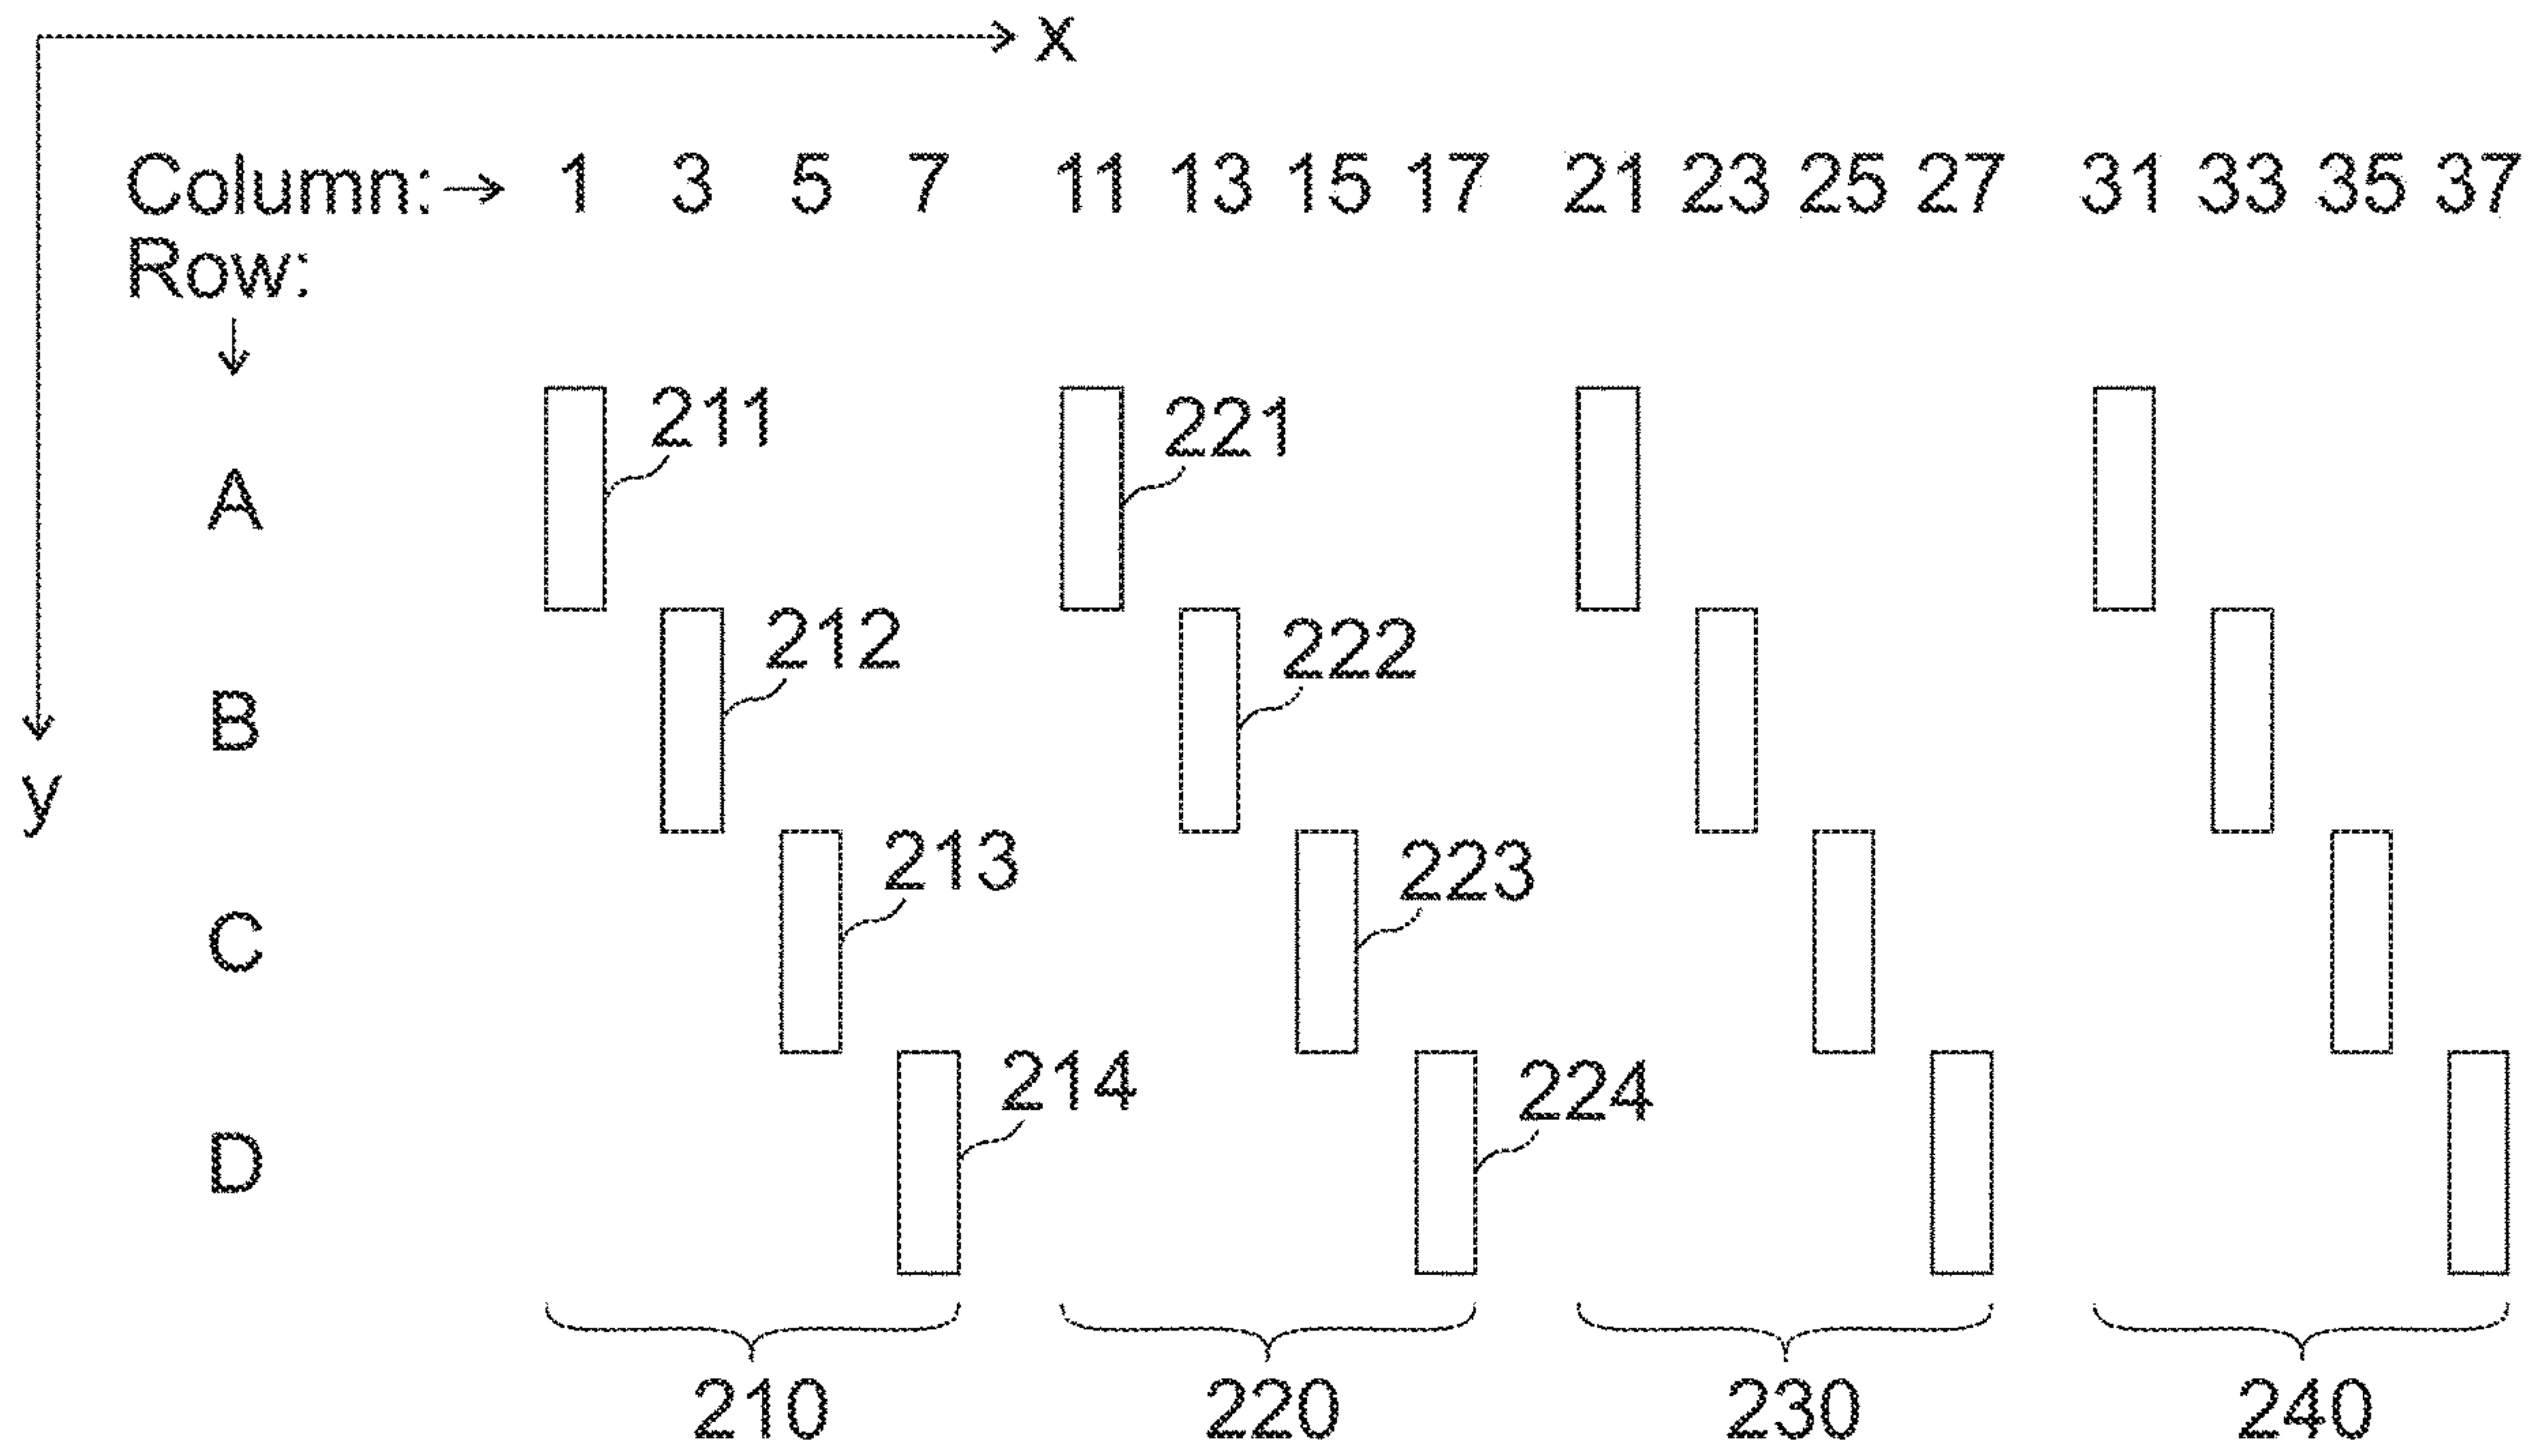 x
Column: → 1 3 5 7 11 13 15 17 21 23 25 27 31 33 35 37
Row:
↓
211
221
A
212
222
B
y
213
223
C
214
224
D
210 220 230 240